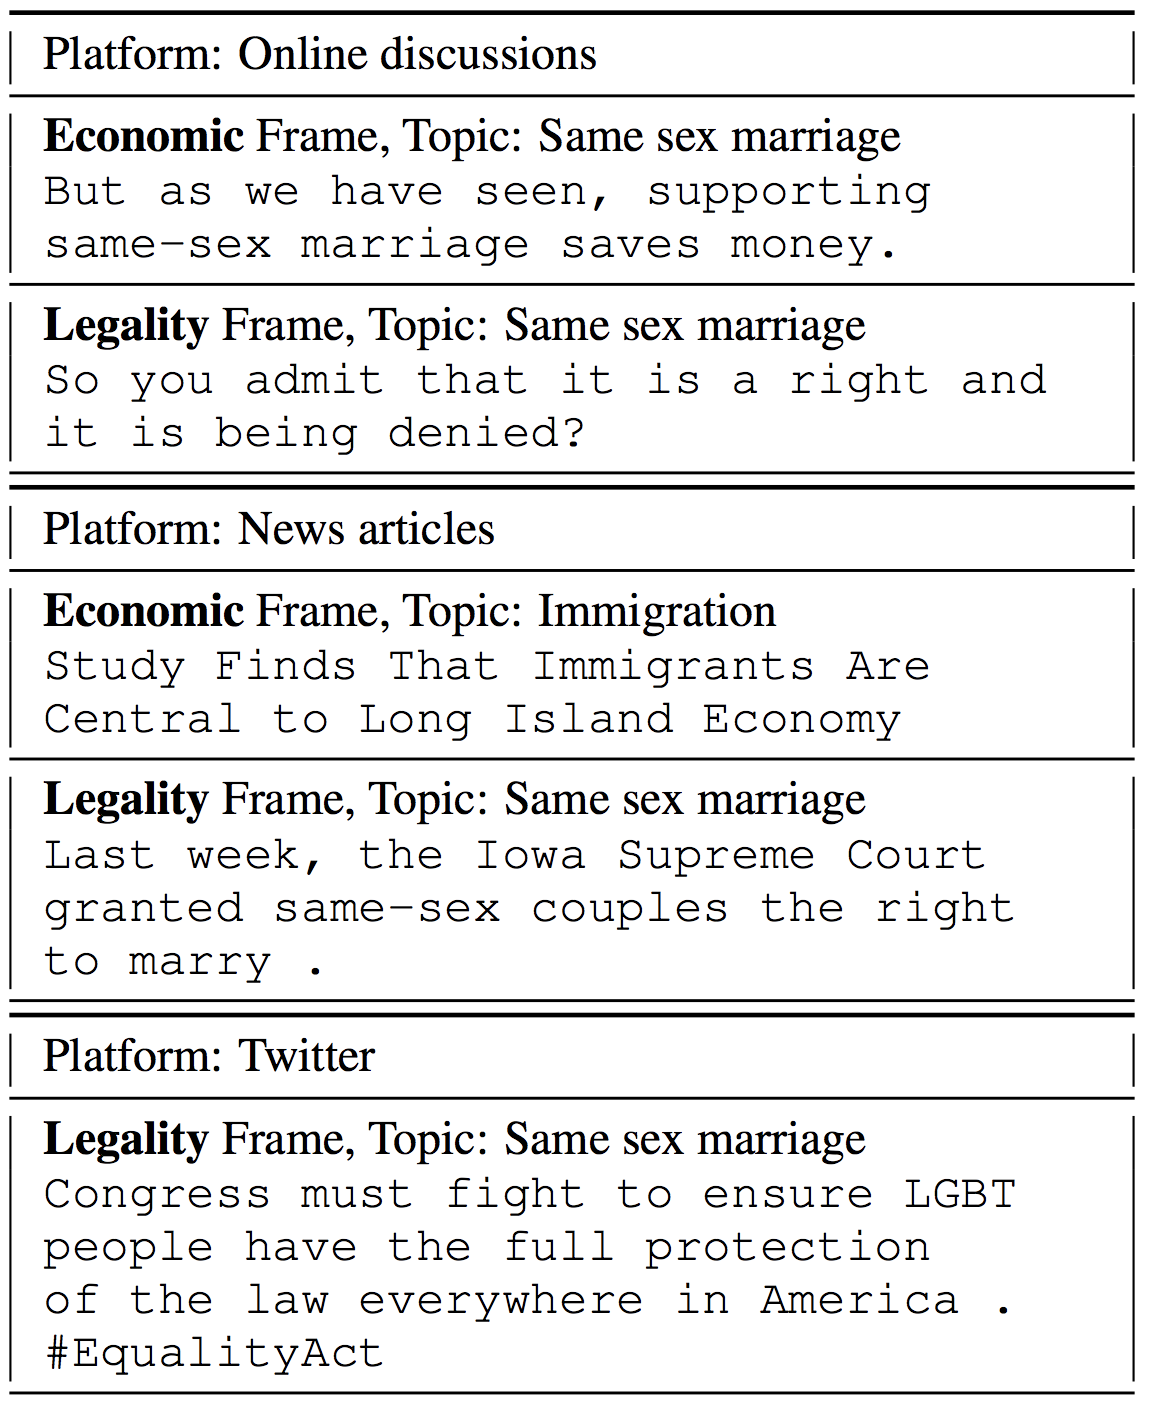 Platform: Online discussions
Economic Frame, Topic: Same sex marriage
But as we have seen, supporting
same-sex marriage saves money.
Legality Frame, Topic: Same sex marriage
So you admit that it is a right and
it is being denied?
Platform: News articles
Economic Frame, Topic: Immigration
Study Finds That Immigrants Are
Central to Long Island Economy
Legality Frame, Topic: Same sex marriage
Last week, the Iowa Supreme Court
granted same-sex couples the right
to marry .
Platform: Twitter
Legality Frame, Topic: Same sex marriage
Congress must fight to ensure LGBT
people have the full protection
of the law everywhere in America .
#EqualityAct